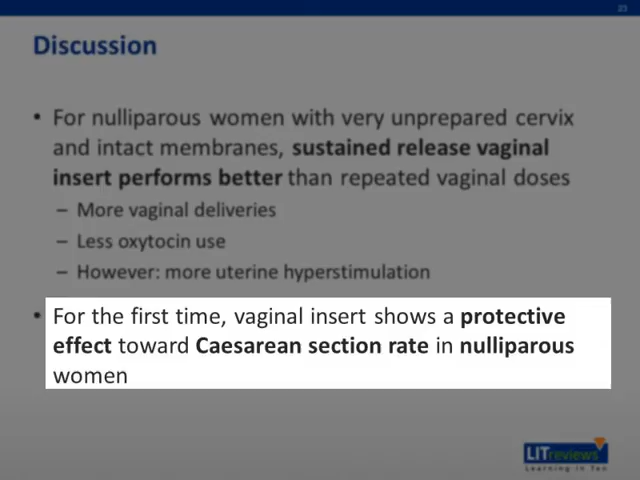 23
Discussion
• For nulliparous women with very unprepared cervix
and intact membranes, sustained release vaginal
insert performs better than repeated vaginal doses
– More vaginal deliveries
– Less oxytocin use
– However: more uterine hyperstimulation
• For the first time, vaginal insert shows a protective
effect toward Caesarean section rate in nulliparous
women
LITreviews
Learning in Ten